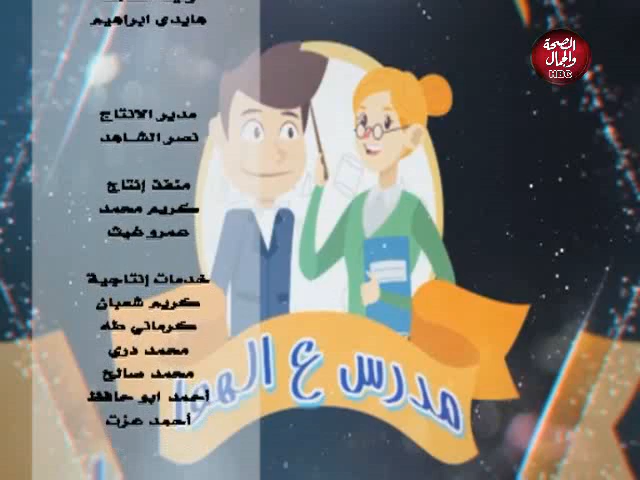 هايدى ابراهيم
الصحة
والجمال
HBC
مدير الانتاج
نصر الشاهد
منفذ إنتاج
كريم محمد
عمرو غيث
خدمات إنتاجية
كريم شعبان
كرماني طه
محمد دري
محمد صالح
أحمد ابو حافظ
أحمد عزت
مدرس ع الهوا